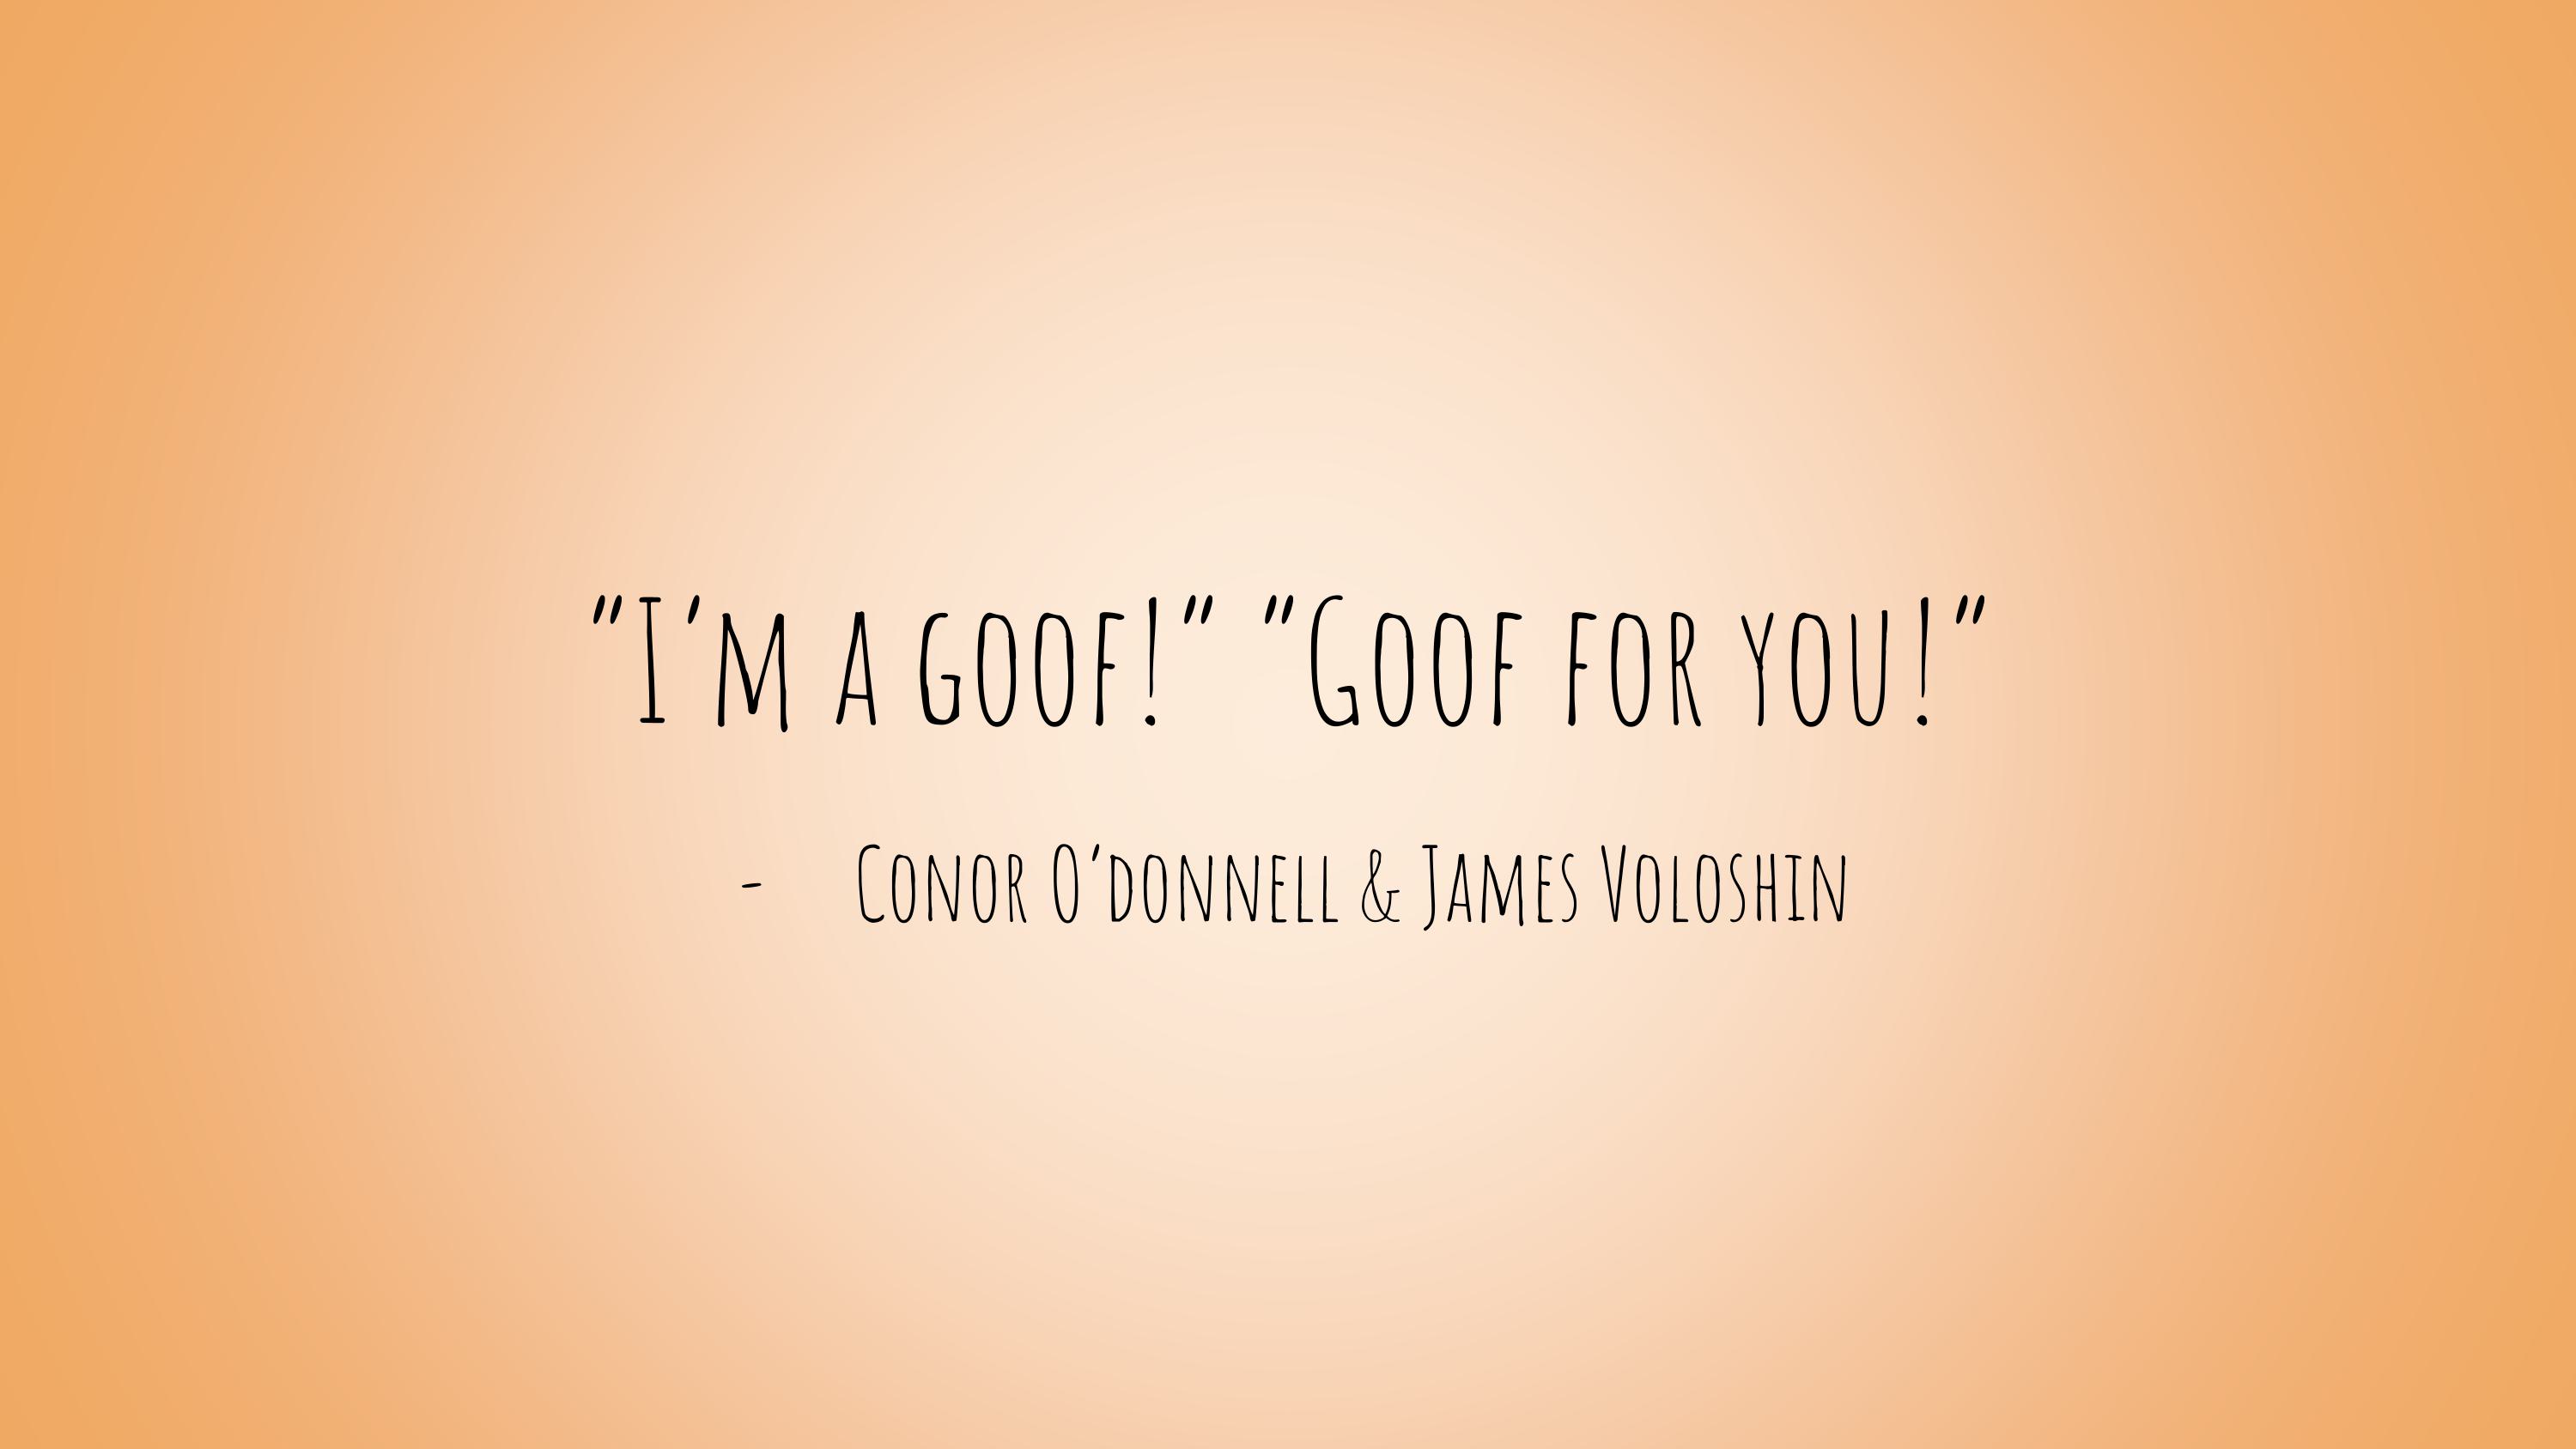 “I’m a goof!” “Goof for you!”
- Conor O’Donnell & James Voloshin